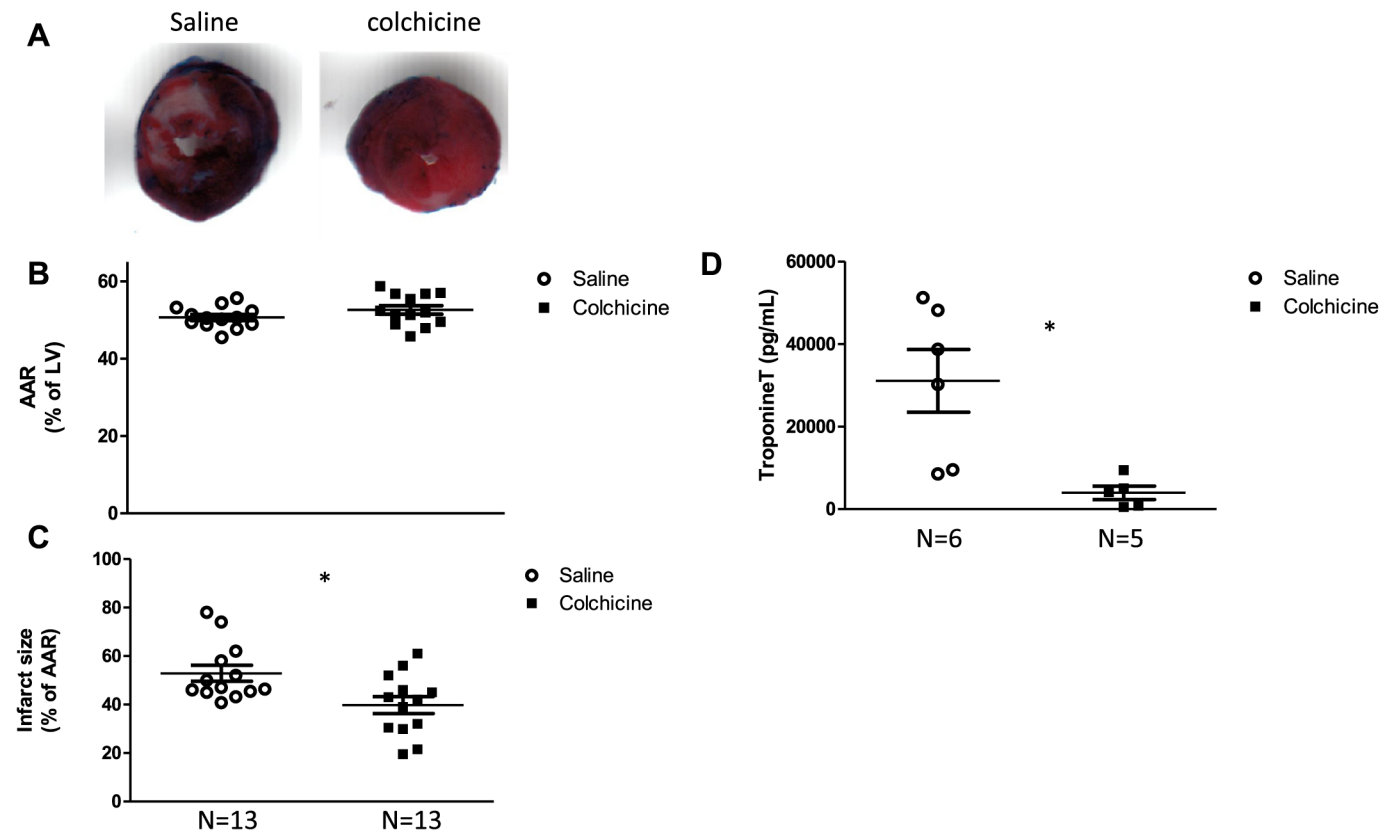 A
Saline
colchicine
B
AAR
(% of LV)
60
40
20
0
Saline
Colchicine
C
Infarct size
(% of AAR)
100
80
60
40
20
0
*
N=13
N=13
Saline
Colchicine
D
TroponineT (pg/mL)
60000
40000
20000
0
*
N=6
N=5
Saline
Colchicine